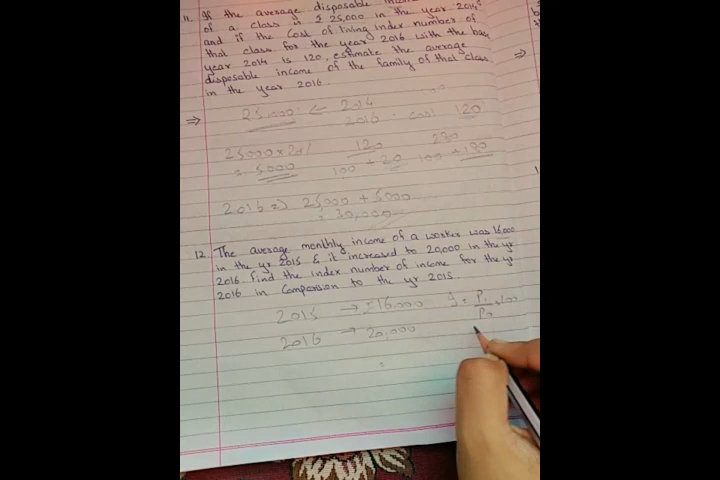 11. If the average disposable income
of a class is ₹ 25,000 in the year 2014
and if the cost of living index number of
that class for the year 2016 with the base
year 2014 is 120, estimate the average
disposable income of the family of that class
in the year 2016.
⇒ 25,000 ← 2014
2016 - cost 120
25000 × 20% 120
= 5000 100 + 20 100 +
2016 ⇒ 25000 + 5000
= 30,000
12. The average monthly income of a worker was 16,000
in the yr 2015 & it increased to 20,000 in the yr
2016. Find the index number of income for the yr
2016 in Comparsion to the yr 2015.
2015 → ₹16,000 I = P₁ × 100
P₀
2016 → 20,000